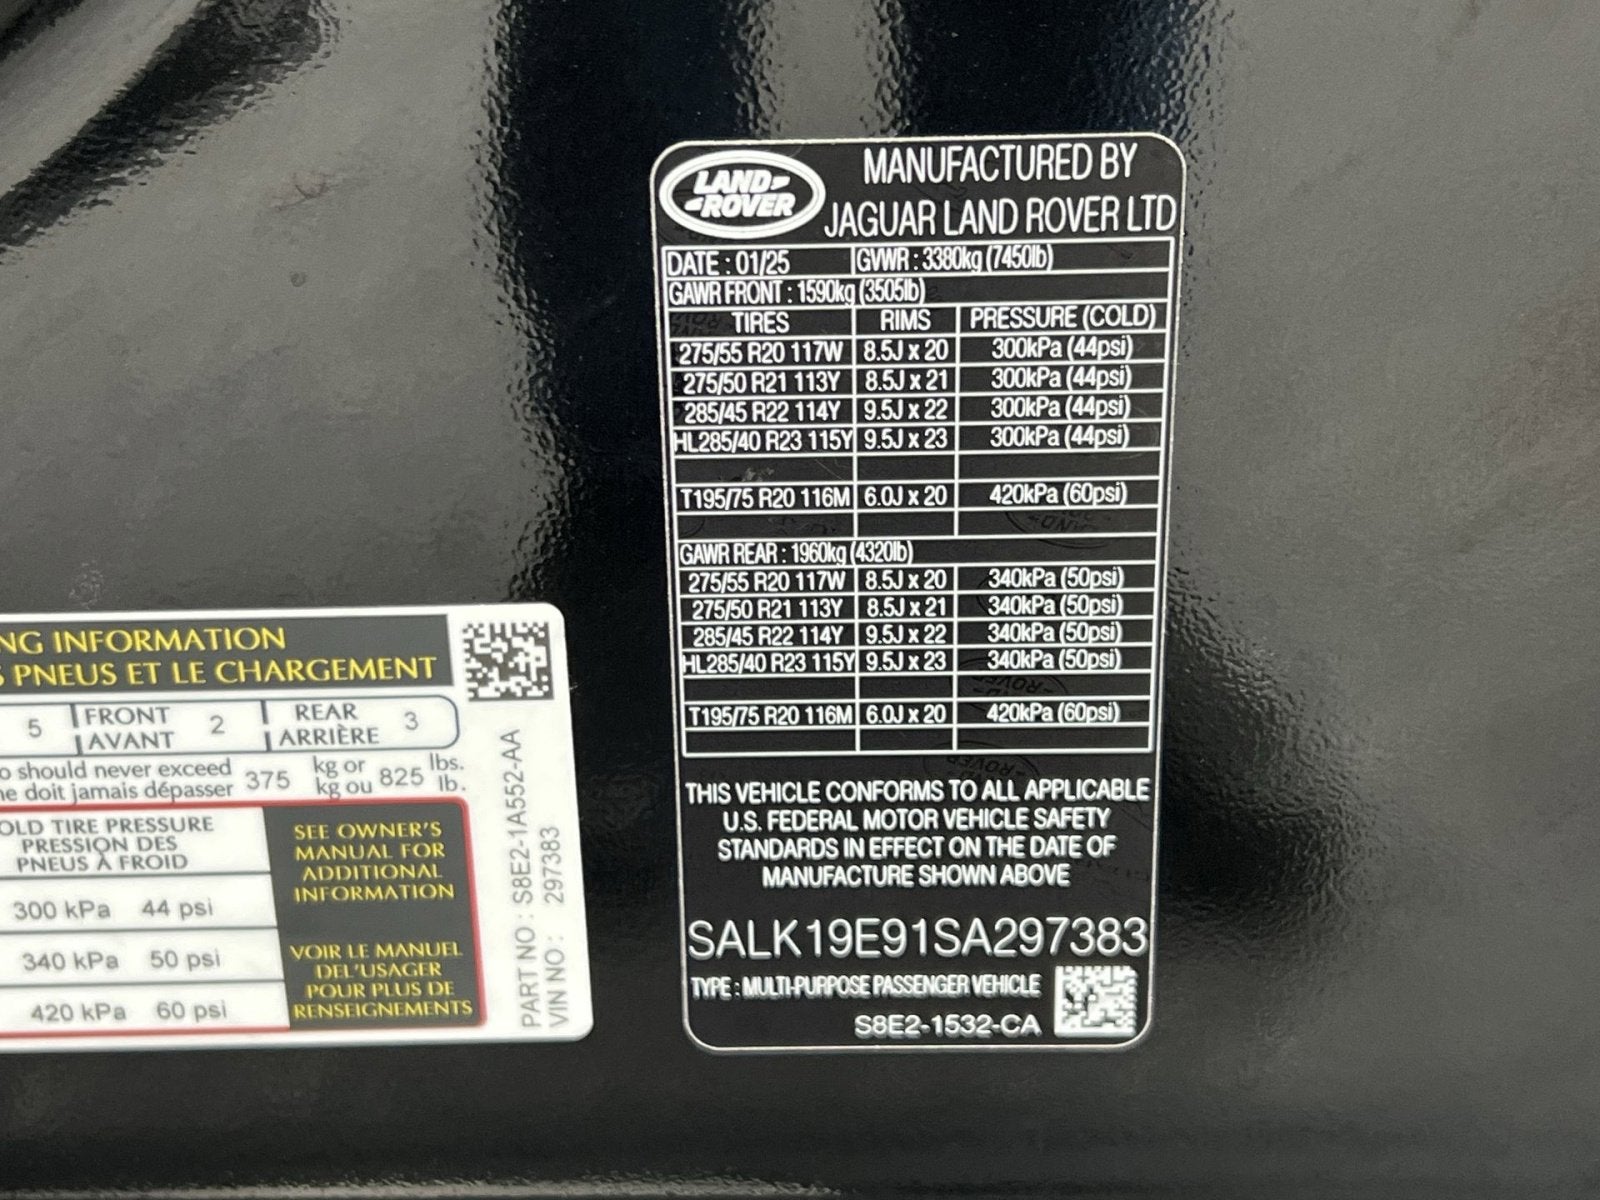 LAND-
-ROVER
MANUFACTURED BY
JAGUAR LAND ROVER LTD
DATE : 01/25 GVWR : 3380kg (7450lb)
GAWR FRONT : 1590kg (3505lb)
TIRES RIMS PRESSURE (COLD)
275/55 R20 117W 8.5J x 20 300kPa (44psi)
275/50 R21 113Y 8.5J x 21 300kPa (44psi)
285/45 R22 114Y 9.5J x 22 300kPa (44psi)
HL285/40 R23 115Y 9.5J x 23 300kPa (44psi)
T195/75 R20 116M 6.0J x 20 420kPa (60psi)
GAWR REAR : 1960kg (4320lb)
275/55 R20 117W 8.5J x 20 340kPa (50psi)
275/50 R21 113Y 8.5J x 21 340kPa (50psi)
285/45 R22 114Y 9.5J x 22 340kPa (50psi)
HL285/40 R23 115Y 9.5J x 23 340kPa (50psi)
T195/75 R20 116M 6.0J x 20 420kPa (60psi)
THIS VEHICLE CONFORMS TO ALL APPLICABLE
U.S. FEDERAL MOTOR VEHICLE SAFETY
STANDARDS IN EFFECT ON THE DATE OF
MANUFACTURE SHOWN ABOVE
SALK19E91SA297383
TYPE : MULTI-PURPOSE PASSENGER VEHICLE
S8E2-1532-CA
NG INFORMATION
S PNEUS ET LE CHARGEMENT
5 FRONT 2 REAR 3
AVANT ARRIÈRE
o should never exceed 375 kg or 825 lbs.
ne doit jamais dépasser kg ou lb.
OLD TIRE PRESSURE
PRESSION DES
PNEUS À FROID
300 kPa 44 psi
340 kPa 50 psi
420 kPa 60 psi
SEE OWNER'S
MANUAL FOR
ADDITIONAL
INFORMATION
VOIR LE MANUEL
DEL'USAGER
POUR PLUS DE
RENSEIGNEMENTS
PART NO : S8E2-1A552-AA
VIN NO : 297383